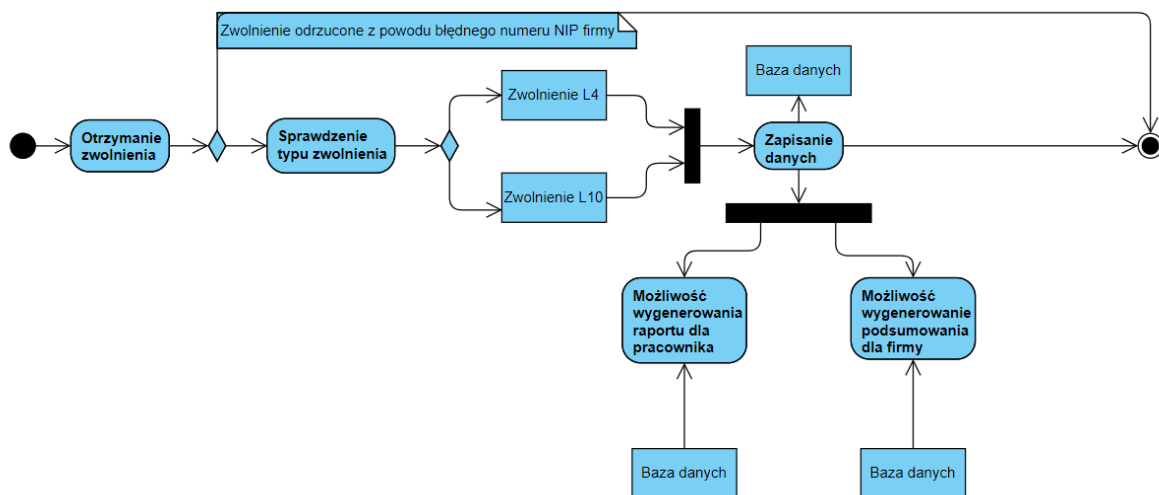 Zwolnienie odrzucone z powodu błędnego numeru NIP firmy
Otrzymanie
zwolnienia
Sprawdzenie
typu zwolnienia
Zwolnienie L4
Zwolnienie L10
Baza danych
Zapisanie
danych
Możliwość
wygenerowania
raportu dla
pracownika
Możliwość
wygenerowanie
podsumowania
dla firmy
Baza danych
Baza danych